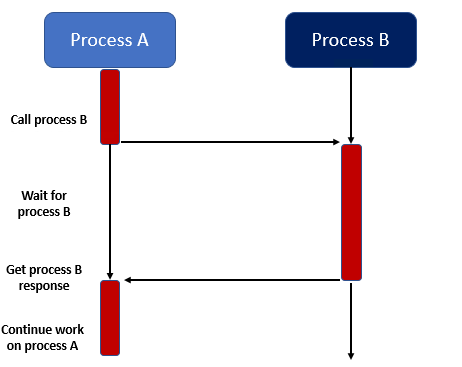 Process A
Process B
Call process B
Wait for
process B
Get process B
response
Continue work
on process A